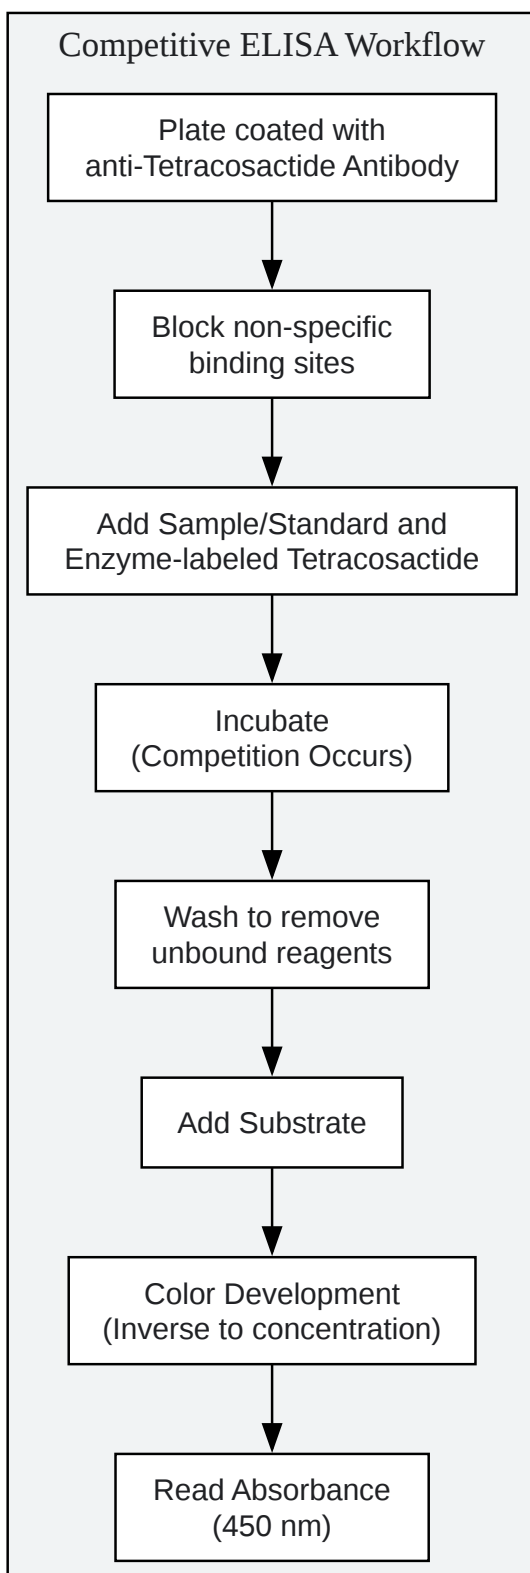 Competitive ELISA Workflow
Plate coated with
anti-Tetracosactide Antibody
Block non-specific
binding sites
Add Sample/Standard and
Enzyme-labeled Tetracosactide
Incubate
(Competition Occurs)
Wash to remove
unbound reagents
Add Substrate
Color Development
(Inverse to concentration)
Read Absorbance
(450 nm)